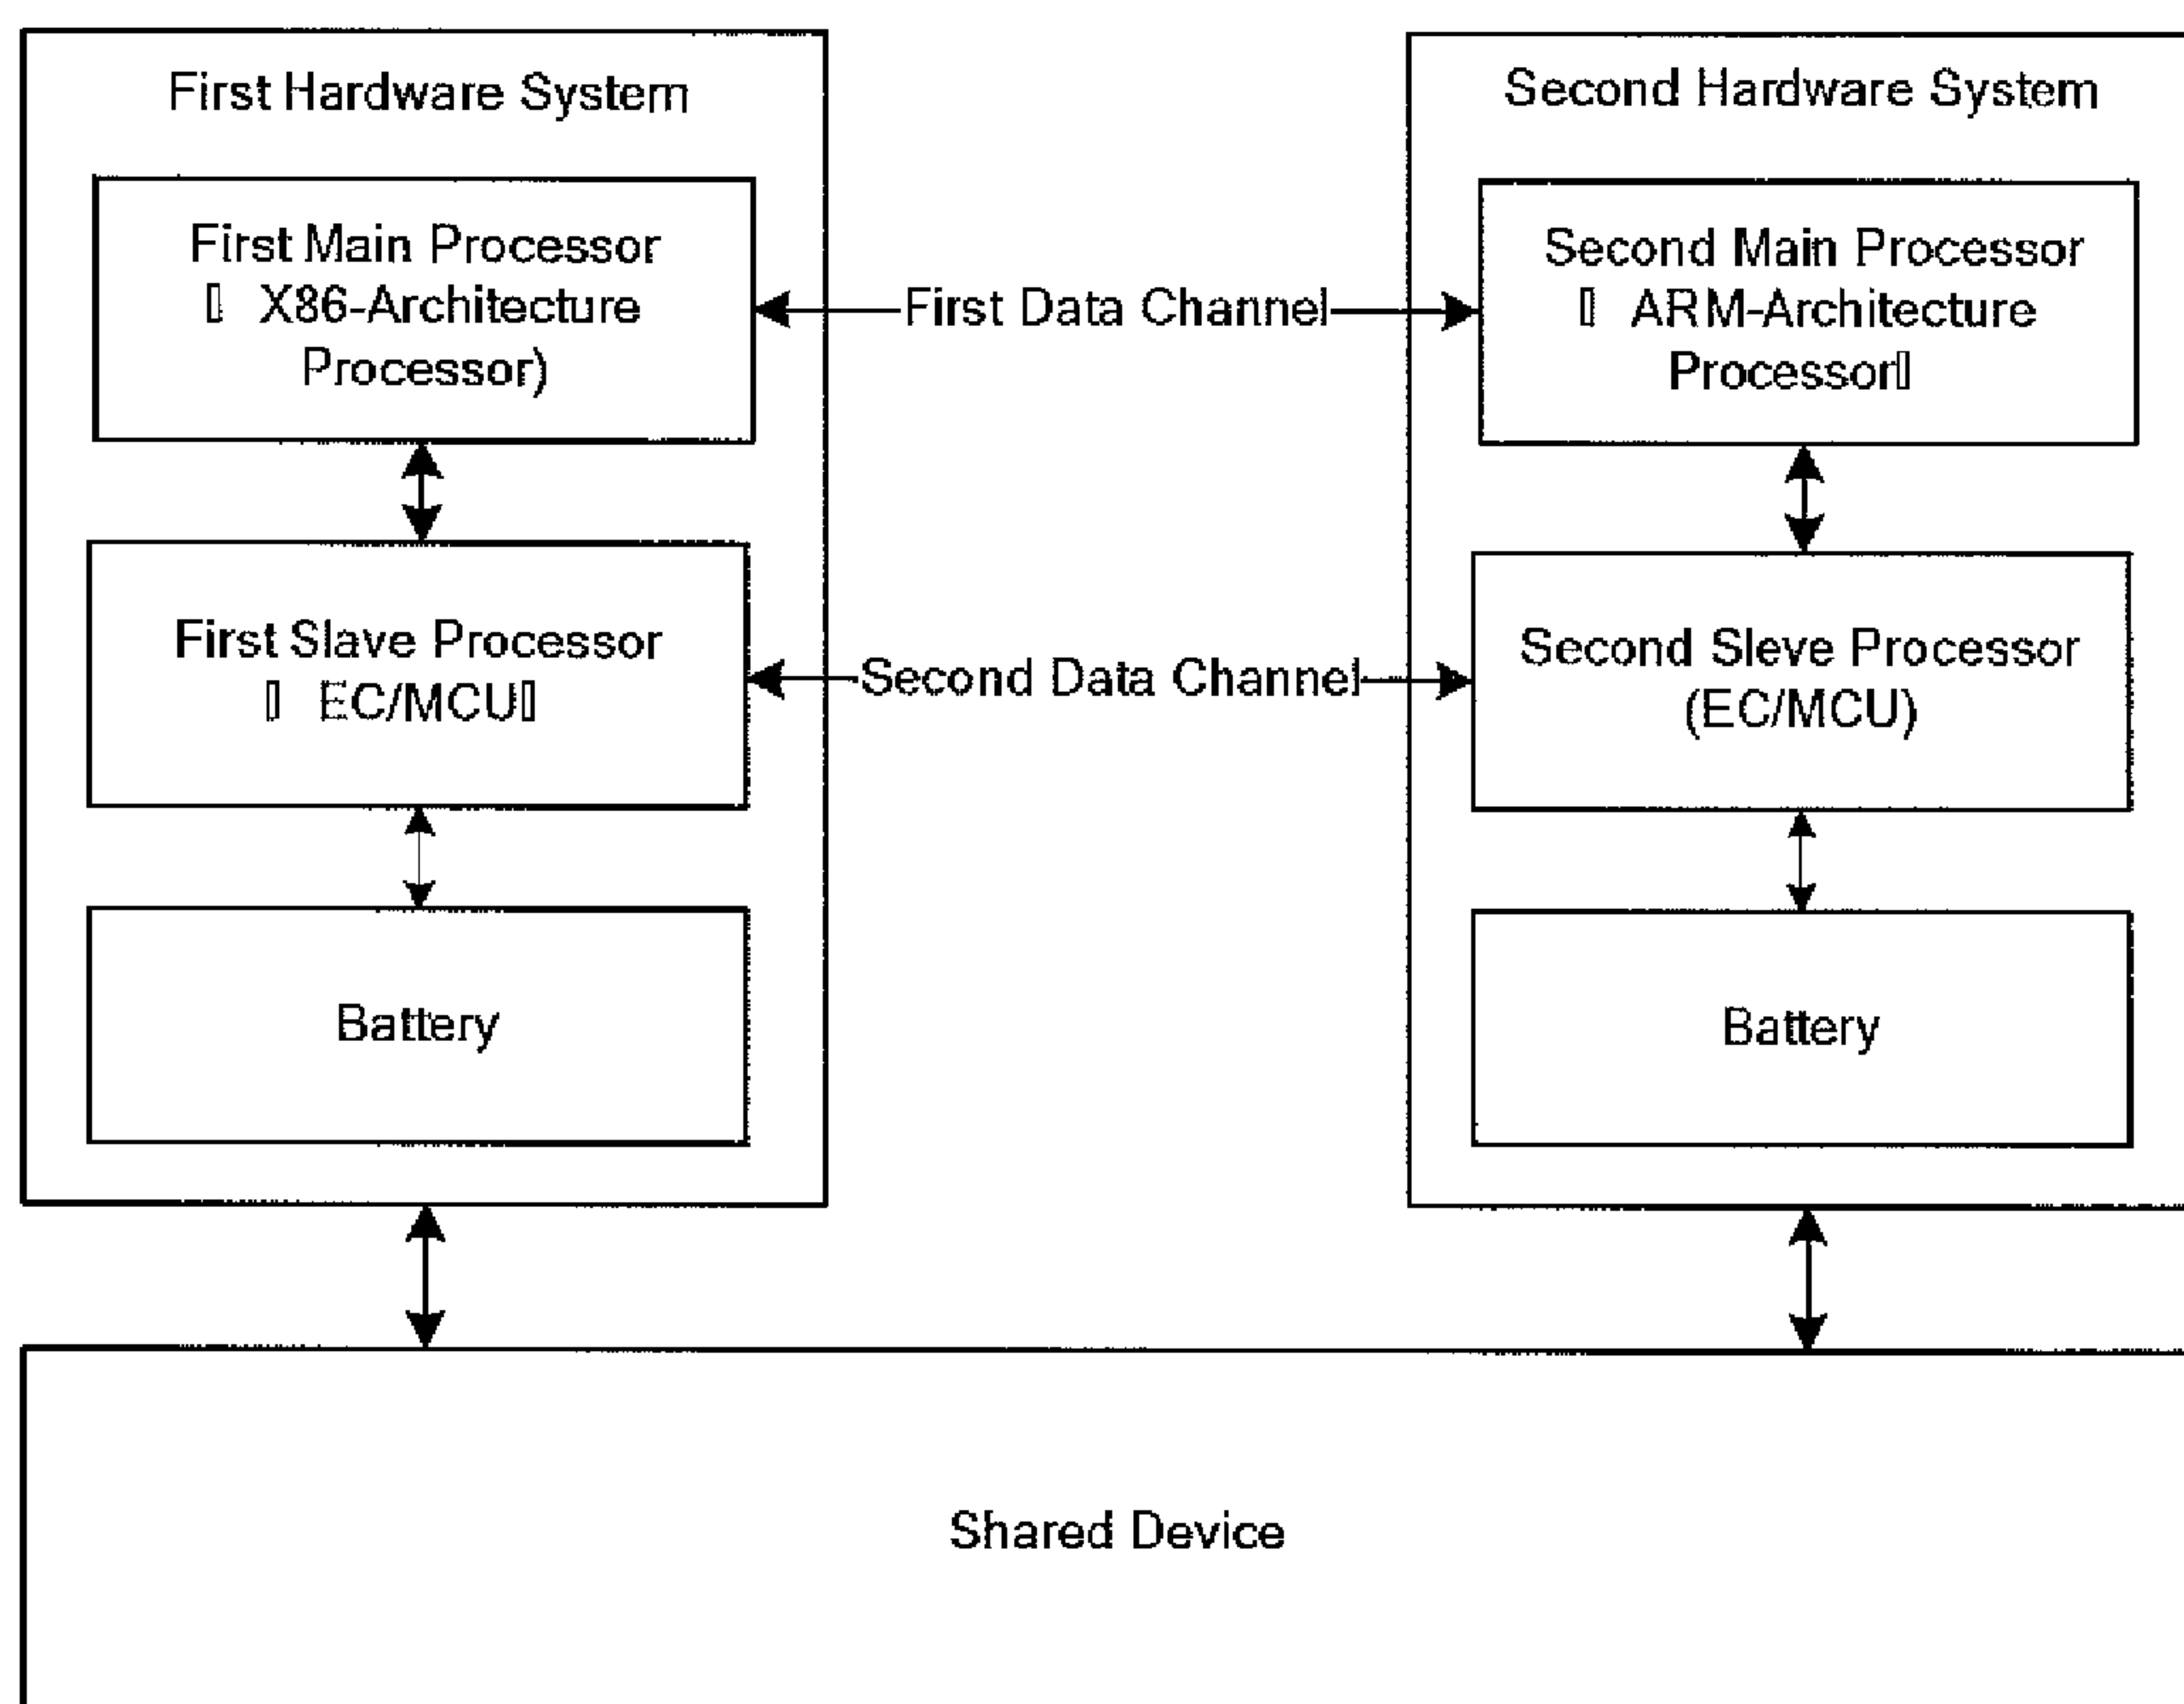 First Hardware System
First Main Processor
▯ X86-Architecture
Processor)
First Slave Processor
▯ EC/MCU▯
Battery
First Data Channel
Second Data Channel
Second Hardware System
Second Main Processor
▯ ARM-Architecture
Processor▯
Second Sleve Processor
(EC/MCU)
Battery
Shared Device